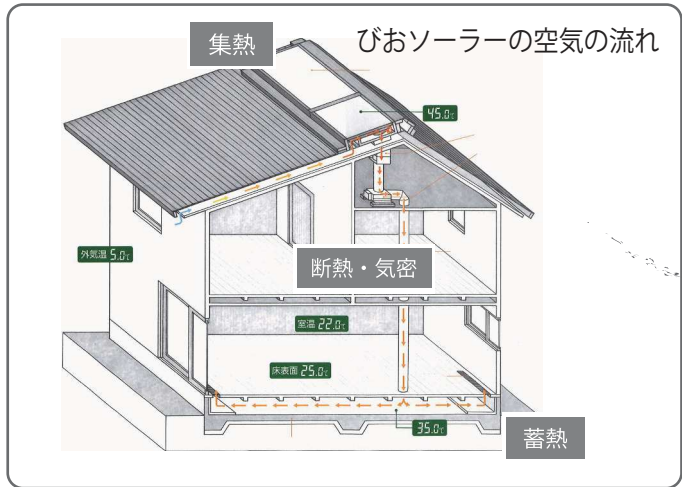 集熱
びおソーラーの空気の流れ
45.0℃
外気温 5.0℃
断熱・気密
室温 22.0℃
床表面 25.0℃
35.0℃
蓄熱